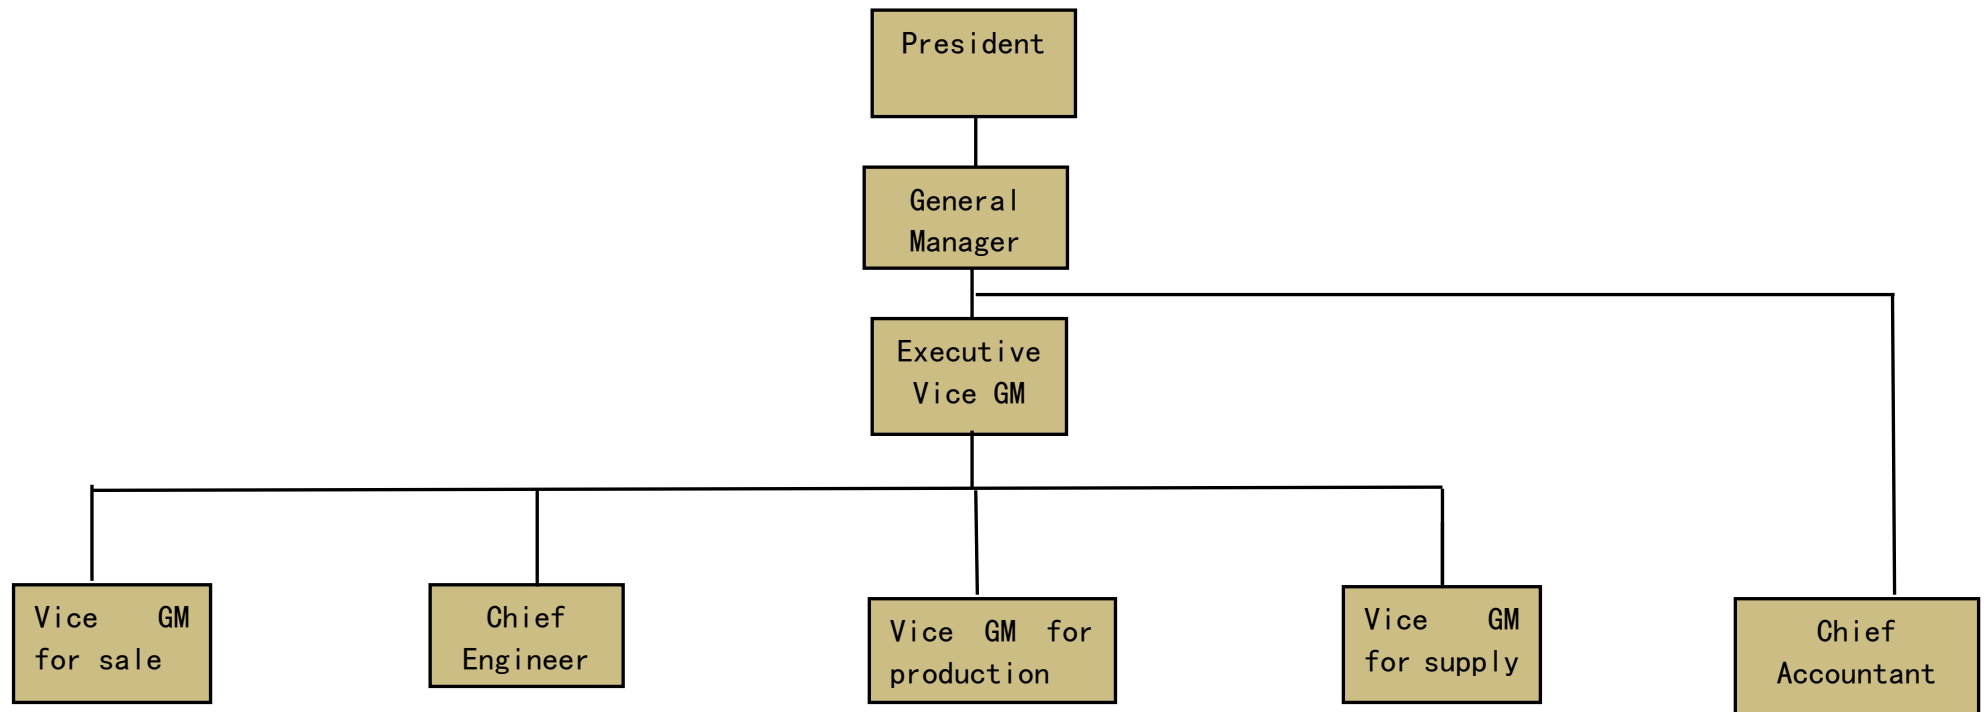 President
General
Manager
Executive
Vice GM
Vice GM
for sale
Chief
Engineer
Vice GM for
production
Vice GM
for supply
Chief
Accountant